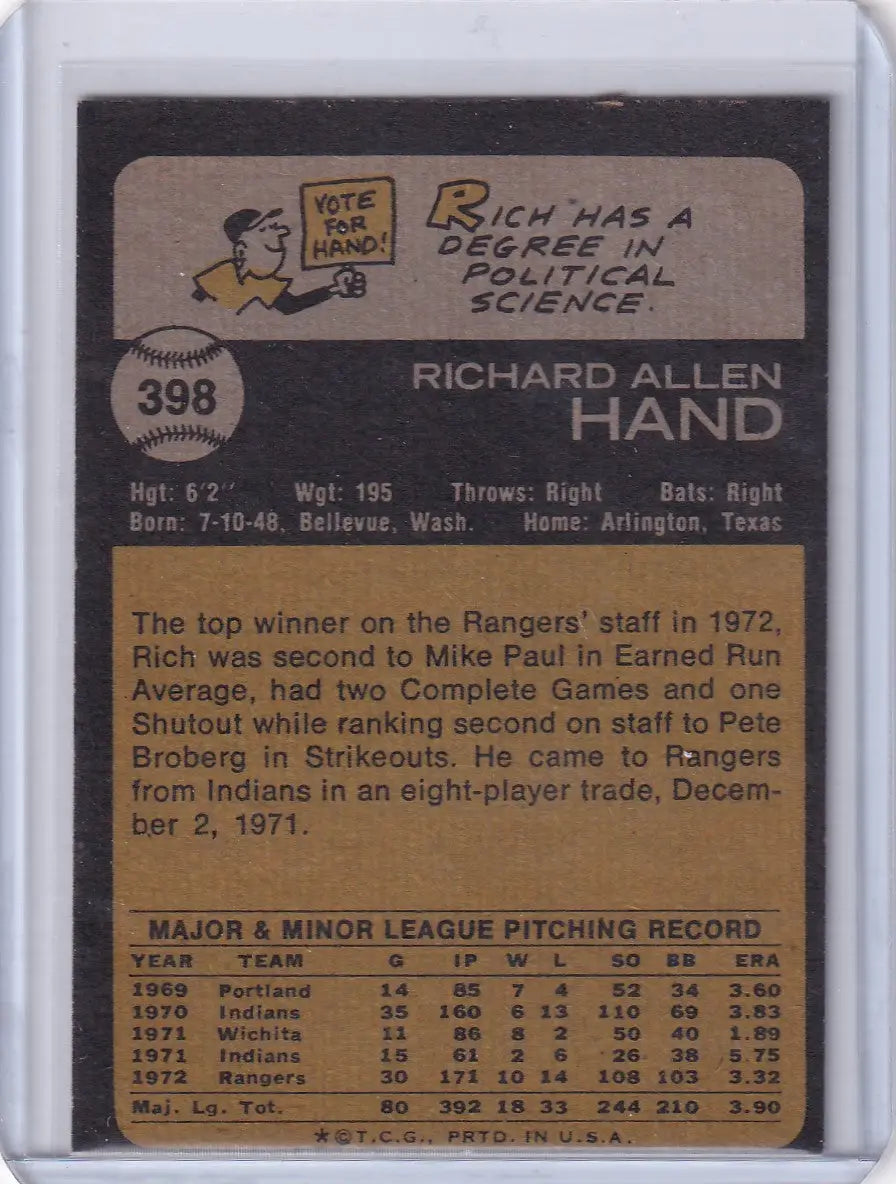 VOTE
FOR
HAND!
RICH HAS A
DEGREE IN
POLITICAL
SCIENCE.
398
RICHARD ALLEN
HAND
Hgt: 6'2" Wgt: 195 Throws: Right Bats: Right
Born: 7-10-48, Bellevue, Wash. Home: Arlington, Texas
The top winner on the Rangers' staff in 1972,
Rich was second to Mike Paul in Earned Run
Average, had two Complete Games and one
Shutout while ranking second on staff to Pete
Broberg in Strikeouts. He came to Rangers
from Indians in an eight-player trade, Decem-
ber 2, 1971.
MAJOR & MINOR LEAGUE PITCHING RECORD
YEAR TEAM G IP W L SO BB ERA
1969 Portland 14 85 7 4 52 34 3.60
1970 Indians 35 160 6 13 110 69 3.83
1971 Wichita 11 86 8 2 50 40 1.89
1971 Indians 15 61 2 6 26 38 5.75
1972 Rangers 30 171 10 14 108 103 3.32
Maj. Lg. Tot. 80 392 18 33 244 210 3.90
★©T.C.G., PRTD. IN U.S.A.